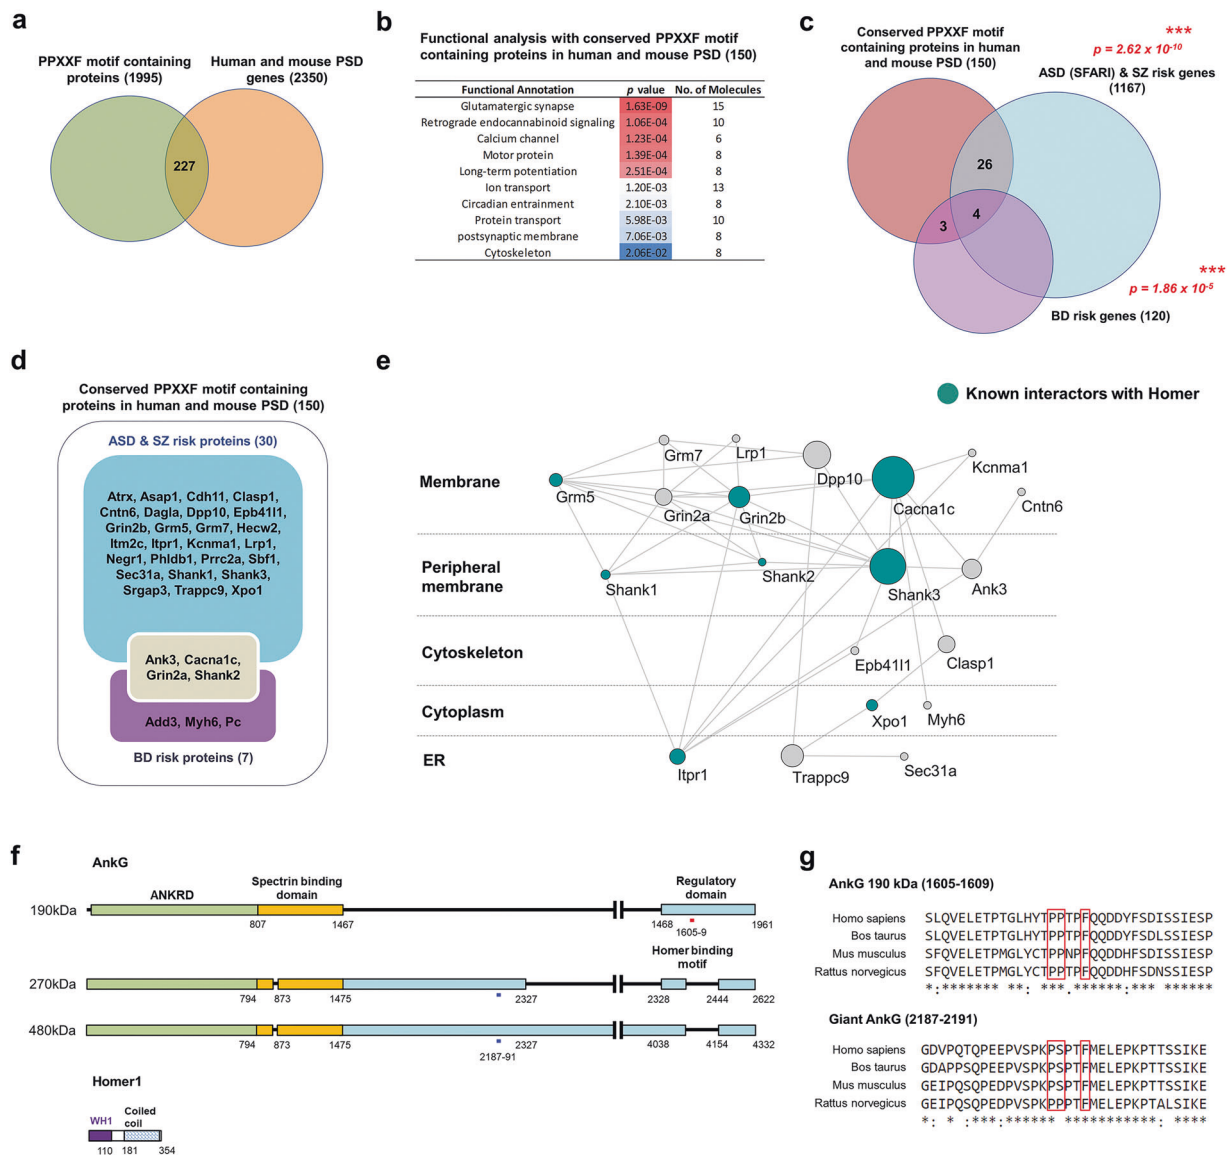 a
PPXXF motif containing
proteins (1995)
Human and mouse PSD
genes (2350)
227
b
Functional analysis with conserved PPXXF motif
containing proteins in human and mouse PSD (150)
Functional Annotation p value No. of Molecules
Glutamatergic synapse 1.63E-09 15
Retrograde endocannabinoid signaling 1.06E-04 10
Calcium channel 1.23E-04 6
Motor protein 1.39E-04 8
Long-term potentiation 2.51E-04 8
Ion transport 1.20E-03 13
Circadian entrainment 2.10E-03 8
Protein transport 5.98E-03 10
postsynaptic membrane 7.06E-03 8
Cytoskeleton 2.06E-02 8
c
Conserved PPXXF motif
containing proteins in human
and mouse PSD (150)
***
p = 2.62 x 10-10
ASD (SFARI) & SZ risk genes
(1167)
26
4
3
***
p = 1.86 x 10-5
BD risk genes (120)
d
Conserved PPXXF motif containing
proteins in human and mouse PSD (150)
ASD & SZ risk proteins (30)
Atrx, Asap1, Cdh11, Clasp1,
Cntn6, Dagla, Dpp10, Epb41l1,
Grin2b, Grm5, Grm7, Hecw2,
Itm2c, Itpr1, Kcnma1, Lrp1,
Negr1, Phldb1, Prrc2a, Sbf1,
Sec31a, Shank1, Shank3,
Srgap3, Trappc9, Xpo1
Ank3, Cacna1c,
Grin2a, Shank2
Add3, Myh6, Pc
BD risk proteins (7)
e
Known interactors with Homer
Membrane
Grm7
Lrp1
Dpp10
Kcnma1
Grm5
Grin2a
Grin2b
Cacna1c
Cntn6
Peripheral
membrane
Shank1
Shank2
Shank3
Ank3
Cytoskeleton
Epb41l1
Clasp1
Cytoplasm
Xpo1
Myh6
ER
Itpr1
Trappc9
Sec31a
f
AnkG
190kDa
ANKRD
Spectrin binding
domain
Regulatory
domain
807 1467 1468 1961
1605-9
Homer binding
motif
270kDa
794 873 1475 2327 2328 2444 2622
480kDa
794 873 1475 2327 4038 4154 4332
2187-91
Homer1
WH1
Coiled
coil
110 181 354
g
AnkG 190 kDa (1605-1609)
Homo sapiens SLQVELETPTGLHYTPPTPFQQDDYFSDISSIESP
Bos taurus SLQVELETPTGLHYTPPTPFQQDDYFSDLSSIESP
Mus musculus SFQVELETPMGLYCTPPNPFQQDDHFSDISSIESP
Rattus norvegicus SFQVELETPMGLYCTPPTPFQQDDHFSDNSSIESP
*:******* **: ***.******:*** ******
Giant AnkG (2187-2191)
Homo sapiens GDVPQTQPEEPVSPKPSPTFMELEPKPTTSSIKE
Bos taurus GDAPPSQPEEPVSPKPSPTFMELEPKPTTSSIKE
Mus musculus GEIPQSQPEDPVSPKPSPTFMELEPKPTTSSIKE
Rattus norvegicus GEIPQSQPEDPVSPKPPPTFMELEPKPTALSIKE
*: * :***:****** ***********: ****